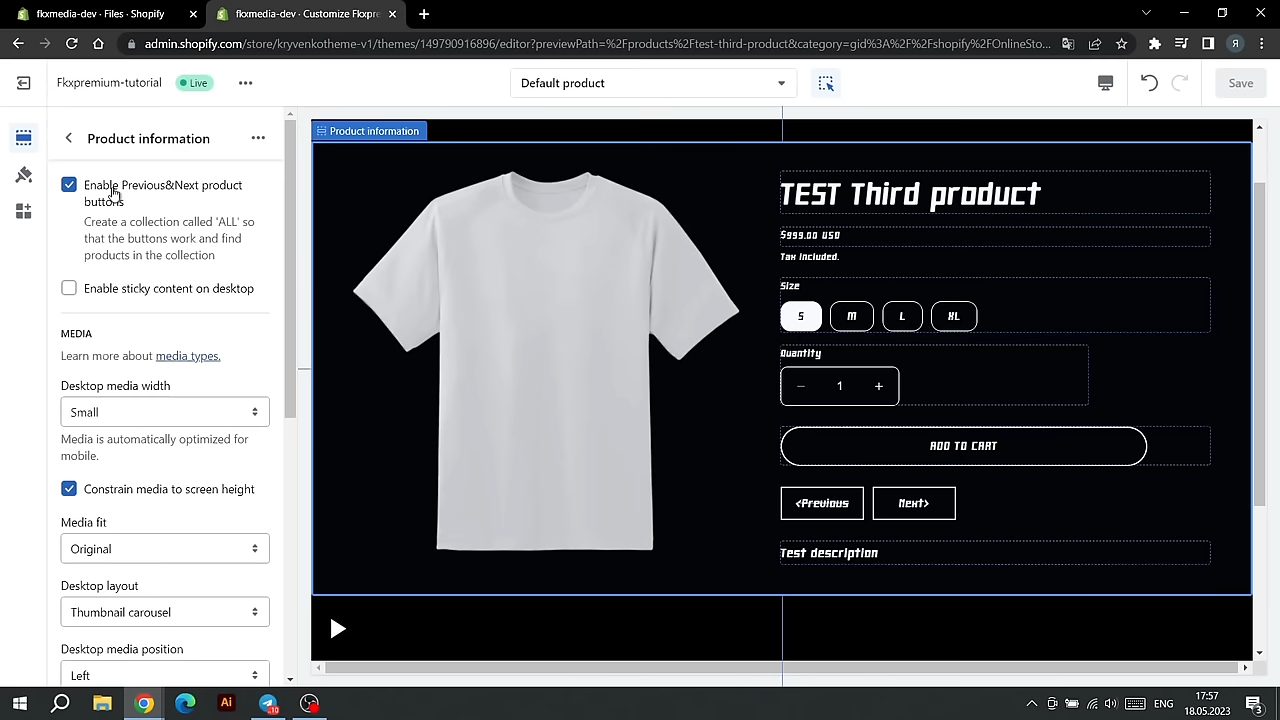 fkxmedia-dev - Files · Shopify
fkxmedia-dev - Customize Fkxpre
admin.shopify.com/store/kryvenkotheme-v1/themes/149790916896/editor?previewPath=%2Fproducts%2Ftest-third-product&category=gid%3A%2F%2Fshopify%2FOnlineSto...
Я
Fkxpremium-tutorial
Live
Default product
Save
Product information
Product information
Enable Previous&Next product
buttons
Create a collection called 'ALL' so
that the buttons work and find
products in the collection
Enable sticky content on desktop
MEDIA
Learn more about media types.
Desktop media width
Small
Media is automatically optimized for
mobile.
Constrain media to screen height
Media fit
Original
Desktop layout
Thumbnail carousel
Desktop media position
Left
TEST Third product
$999.00 USD
Tax included.
Size
S M L XL
Quantity
− 1 +
ADD TO CART
<Previous Next>
Test description
Ai
10
ENG
17:57
18.05.2023
3